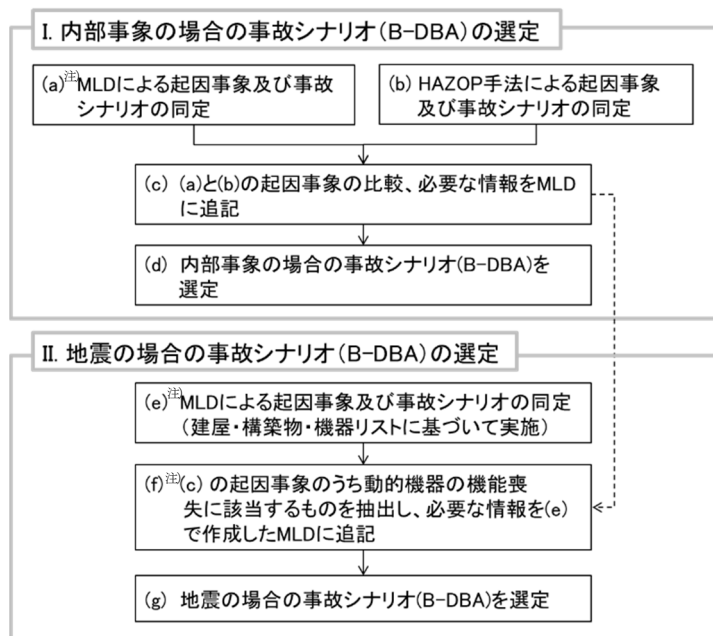 I. 内部事象の場合の事故シナリオ(B-DBA)の選定
(a)注)MLDによる起因事象及び事故
シナリオの同定
(b) HAZOP手法による起因事象
及び事故シナリオの同定
(c) (a)と(b)の起因事象の比較、必要な情報をMLD
に追記
(d) 内部事象の場合の事故シナリオ(B-DBA)を
選定
II. 地震の場合の事故シナリオ(B-DBA)の選定
(e)注)MLDによる起因事象及び事故シナリオの同定
(建屋・構築物・機器リストに基づいて実施)
(f)注)(c) の起因事象のうち動的機器の機能喪
失に該当するものを抽出し、必要な情報を(e)
で作成したMLDに追記
(g) 地震の場合の事故シナリオ(B-DBA)を選定